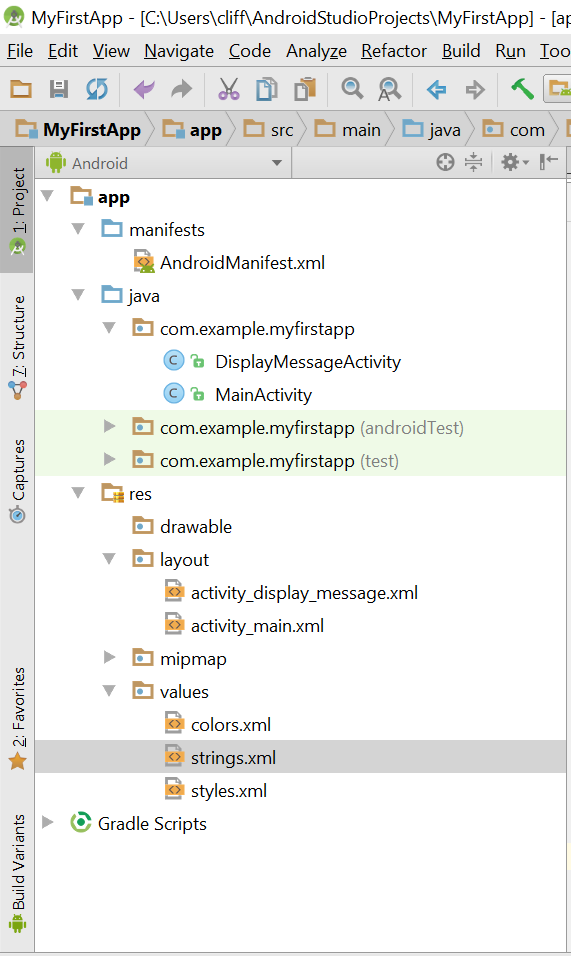 MyFirstApp - [C:\Users\cliff\AndroidStudioProjects\MyFirstApp] - [ap
File Edit View Navigate Code Analyze Refactor Build Run Too
MyFirstApp app src main java com
Android
1: Project
7: Structure
Captures
2: Favorites
Build Variants
app
manifests
AndroidManifest.xml
java
com.example.myfirstapp
C DisplayMessageActivity
C MainActivity
com.example.myfirstapp (androidTest)
com.example.myfirstapp (test)
res
drawable
layout
activity_display_message.xml
activity_main.xml
mipmap
values
colors.xml
strings.xml
styles.xml
Gradle Scripts